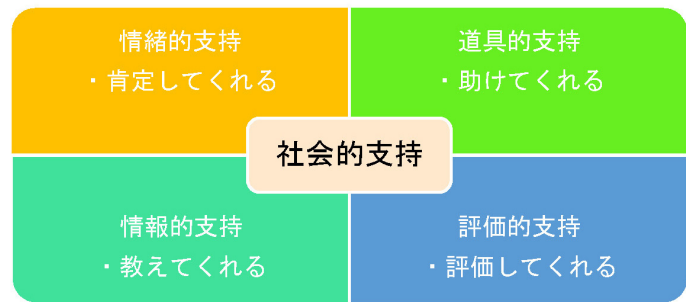 情緒的支持
・肯定してくれる
道具的支持
・助けてくれる
社会的支持
情報的支持
・教えてくれる
評価的支持
・評価してくれる